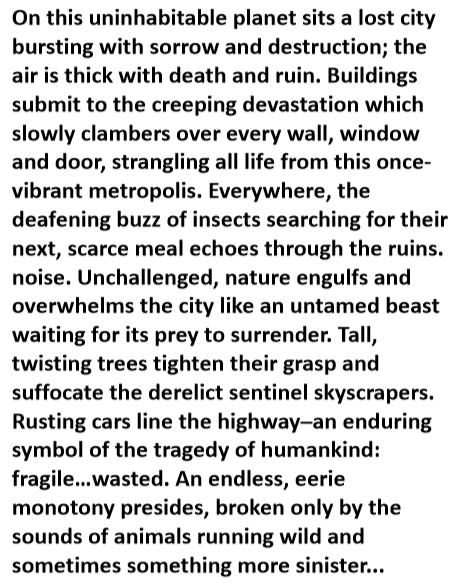 On this uninhabitable planet sits a lost city
bursting with sorrow and destruction; the
air is thick with death and ruin. Buildings
submit to the creeping devastation which
slowly clambers over every wall, window
and door, strangling all life from this once-
vibrant metropolis. Everywhere, the
deafening buzz of insects searching for their
next, scarce meal echoes through the ruins.
noise. Unchallenged, nature engulfs and
overwhelms the city like an untamed beast
waiting for its prey to surrender. Tall,
twisting trees tighten their grasp and
suffocate the derelict sentinel skyscrapers.
Rusting cars line the highway–an enduring
symbol of the tragedy of humankind:
fragile...wasted. An endless, eerie
monotony presides, broken only by the
sounds of animals running wild and
sometimes something more sinister...